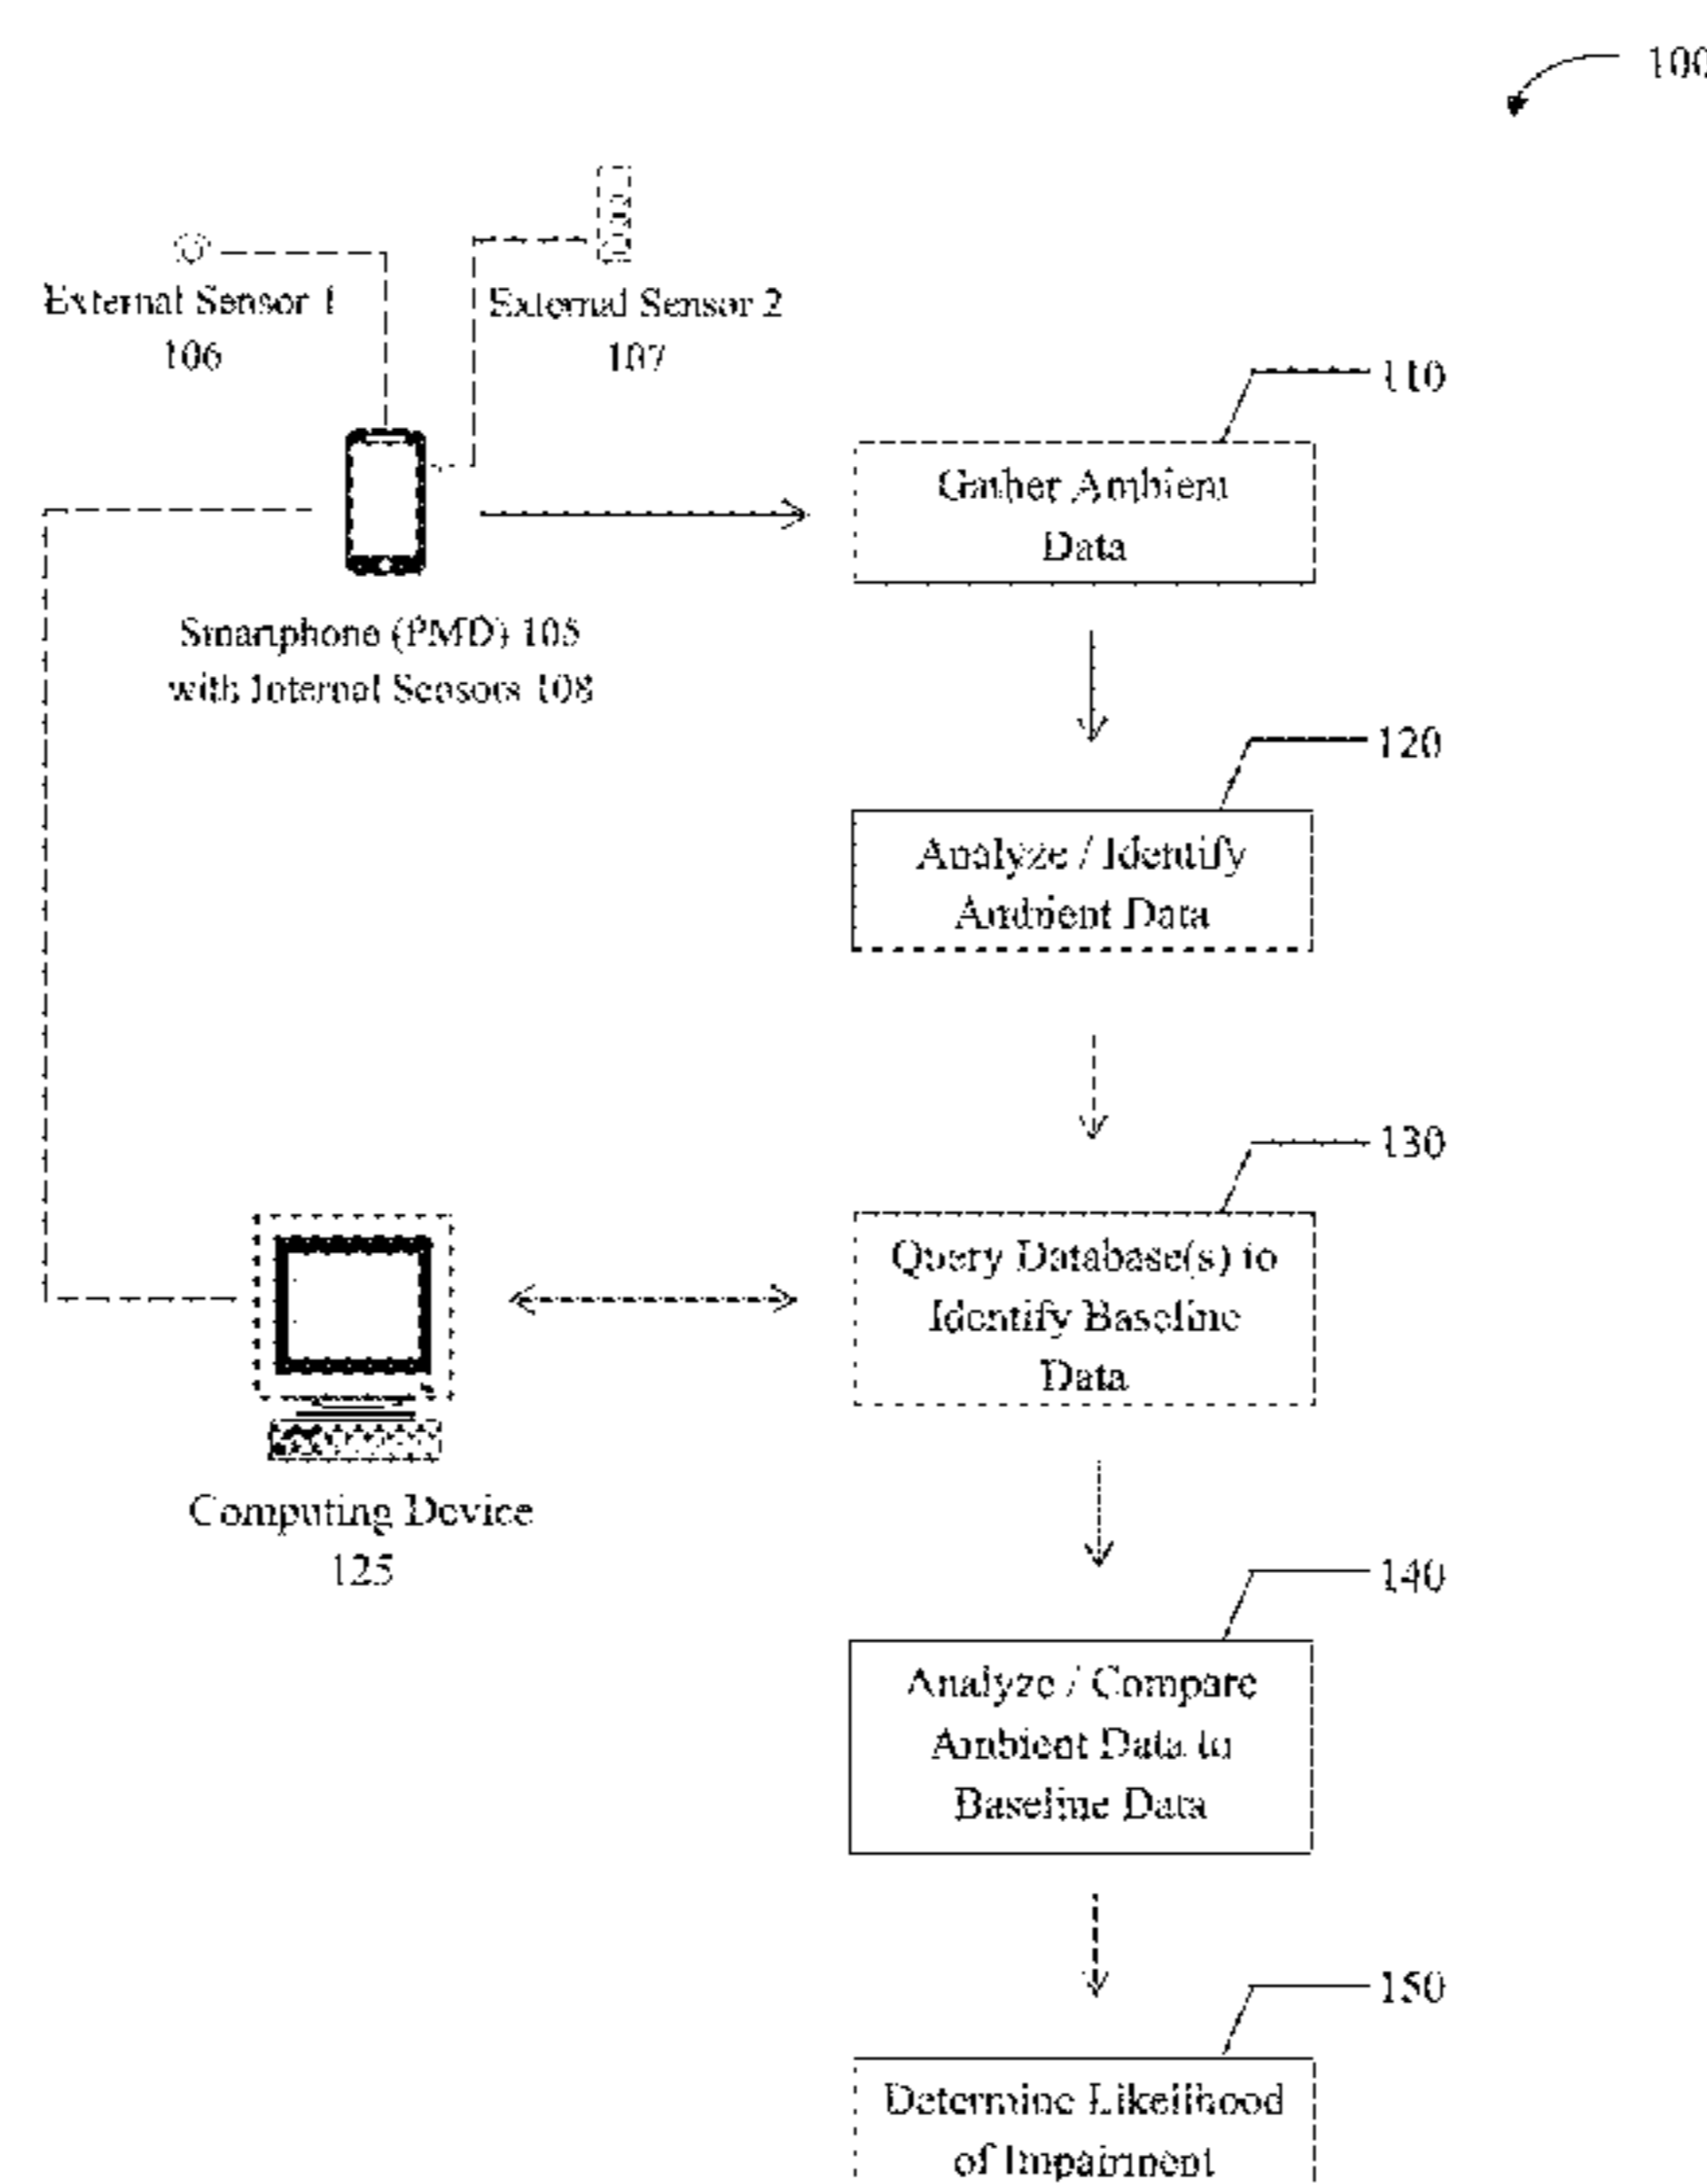 100
External Sensor 1
106
External Sensor 2
107
110
Gather Ambient
Data
Smartphone (PMD) 105
with Internal Sensors 108
120
Analyze / Identify
Ambient Data
130
Query Database(s) to
Identify Baseline
Data
Computing Device
125
140
Analyze / Compare
Ambient Data to
Baseline Data
150
Determine Likelihood
of Impairment